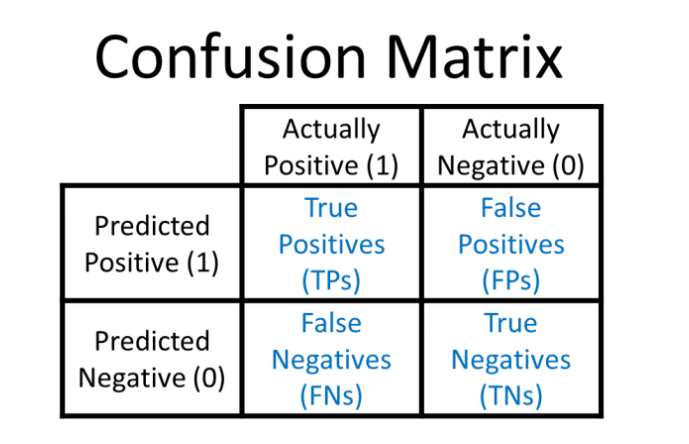 Confusion Matrix
Actually
Positive (1)
Actually
Negative (0)
Predicted
Positive (1)
True
Positives
(TPs)
False
Positives
(FPs)
Predicted
Negative (0)
False
Negatives
(FNs)
True
Negatives
(TNs)